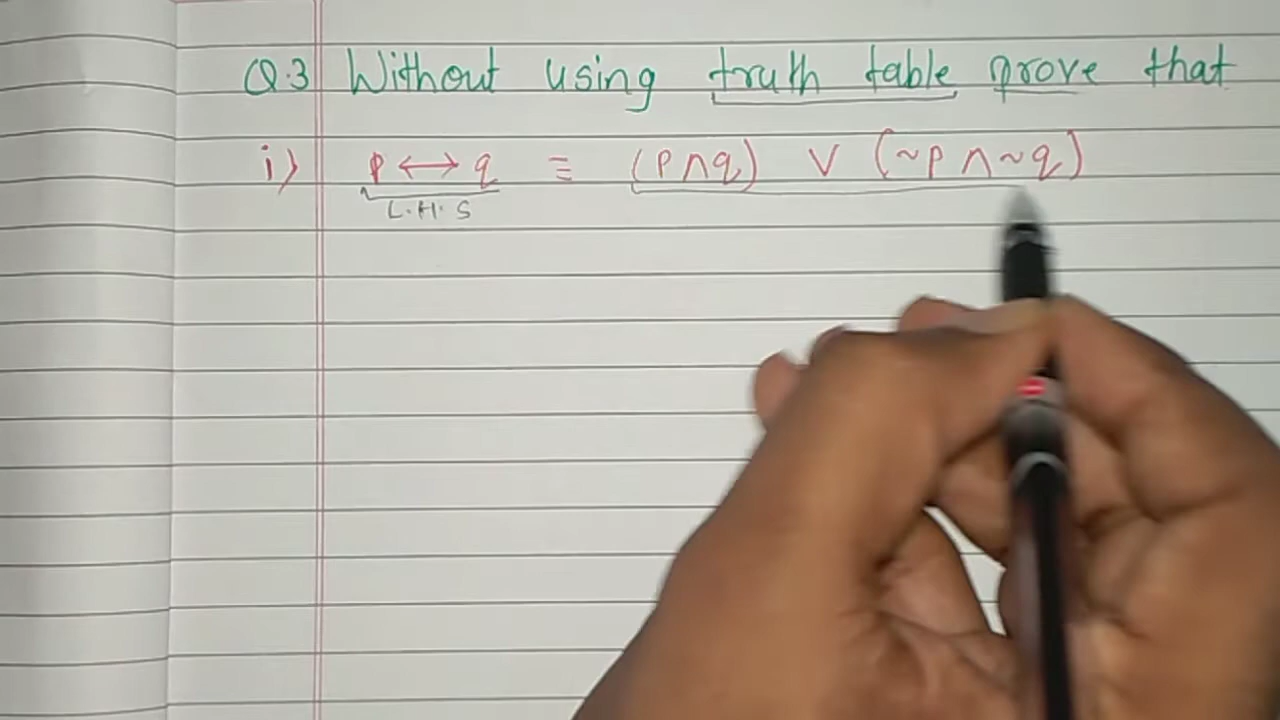 Q.3 Without using truth table prove that
i) p ↔ q ≡ (p ∧ q) ∨ (~p ∧ ~q)
L.H.S